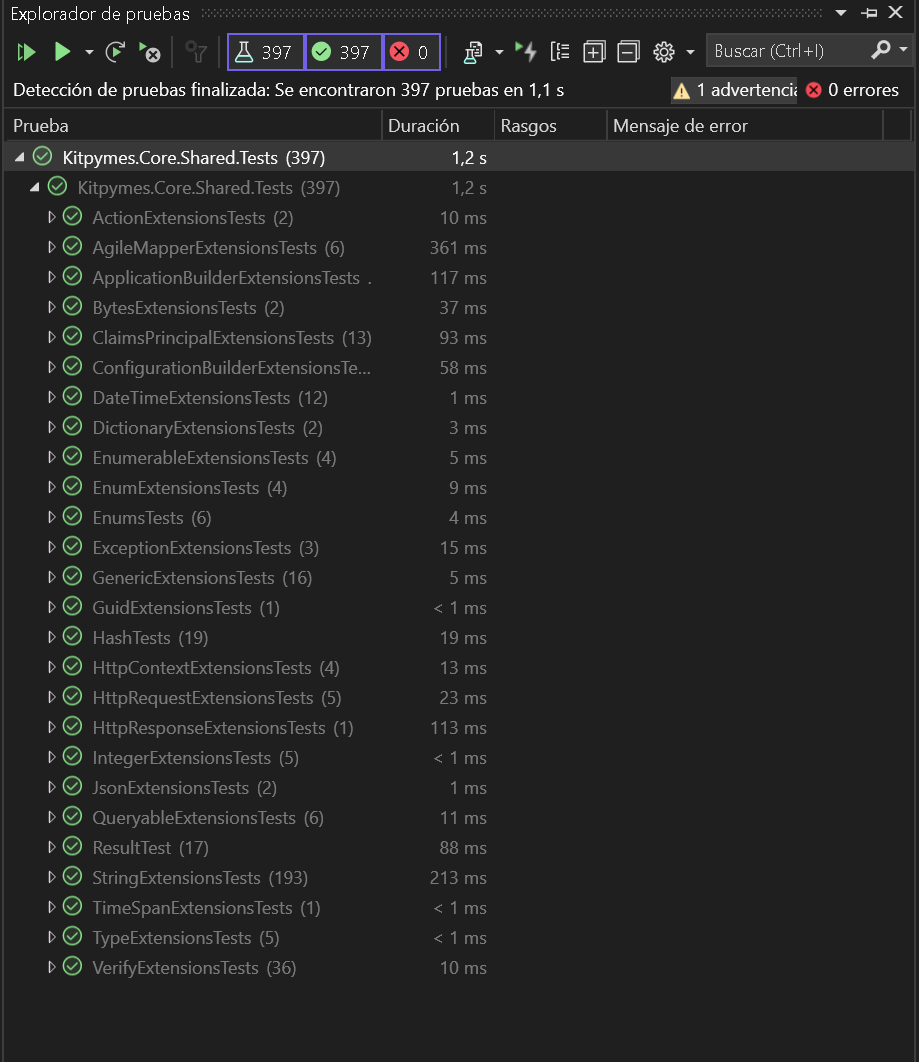 Explorador de pruebas
397 397 0 Buscar (Ctrl+I)
Detección de pruebas finalizada: Se encontraron 397 pruebas en 1,1 s 1 advertencia 0 errores
Prueba Duración Rasgos Mensaje de error
Kitpymes.Core.Shared.Tests (397) 1,2 s
Kitpymes.Core.Shared.Tests (397) 1,2 s
ActionExtensionsTests (2) 10 ms
AgileMapperExtensionsTests (6) 361 ms
ApplicationBuilderExtensionsTests . 117 ms
BytesExtensionsTests (2) 37 ms
ClaimsPrincipalExtensionsTests (13) 93 ms
ConfigurationBuilderExtensionsTe... 58 ms
DateTimeExtensionsTests (12) 1 ms
DictionaryExtensionsTests (2) 3 ms
EnumerableExtensionsTests (4) 5 ms
EnumExtensionsTests (4) 9 ms
EnumsTests (6) 4 ms
ExceptionExtensionsTests (3) 15 ms
GenericExtensionsTests (16) 5 ms
GuidExtensionsTests (1) < 1 ms
HashTests (19) 19 ms
HttpContextExtensionsTests (4) 13 ms
HttpRequestExtensionsTests (5) 23 ms
HttpResponseExtensionsTests (1) 113 ms
IntegerExtensionsTests (5) < 1 ms
JsonExtensionsTests (2) 1 ms
QueryableExtensionsTests (6) 11 ms
ResultTest (17) 88 ms
StringExtensionsTests (193) 213 ms
TimeSpanExtensionsTests (1) < 1 ms
TypeExtensionsTests (5) < 1 ms
VerifyExtensionsTests (36) 10 ms